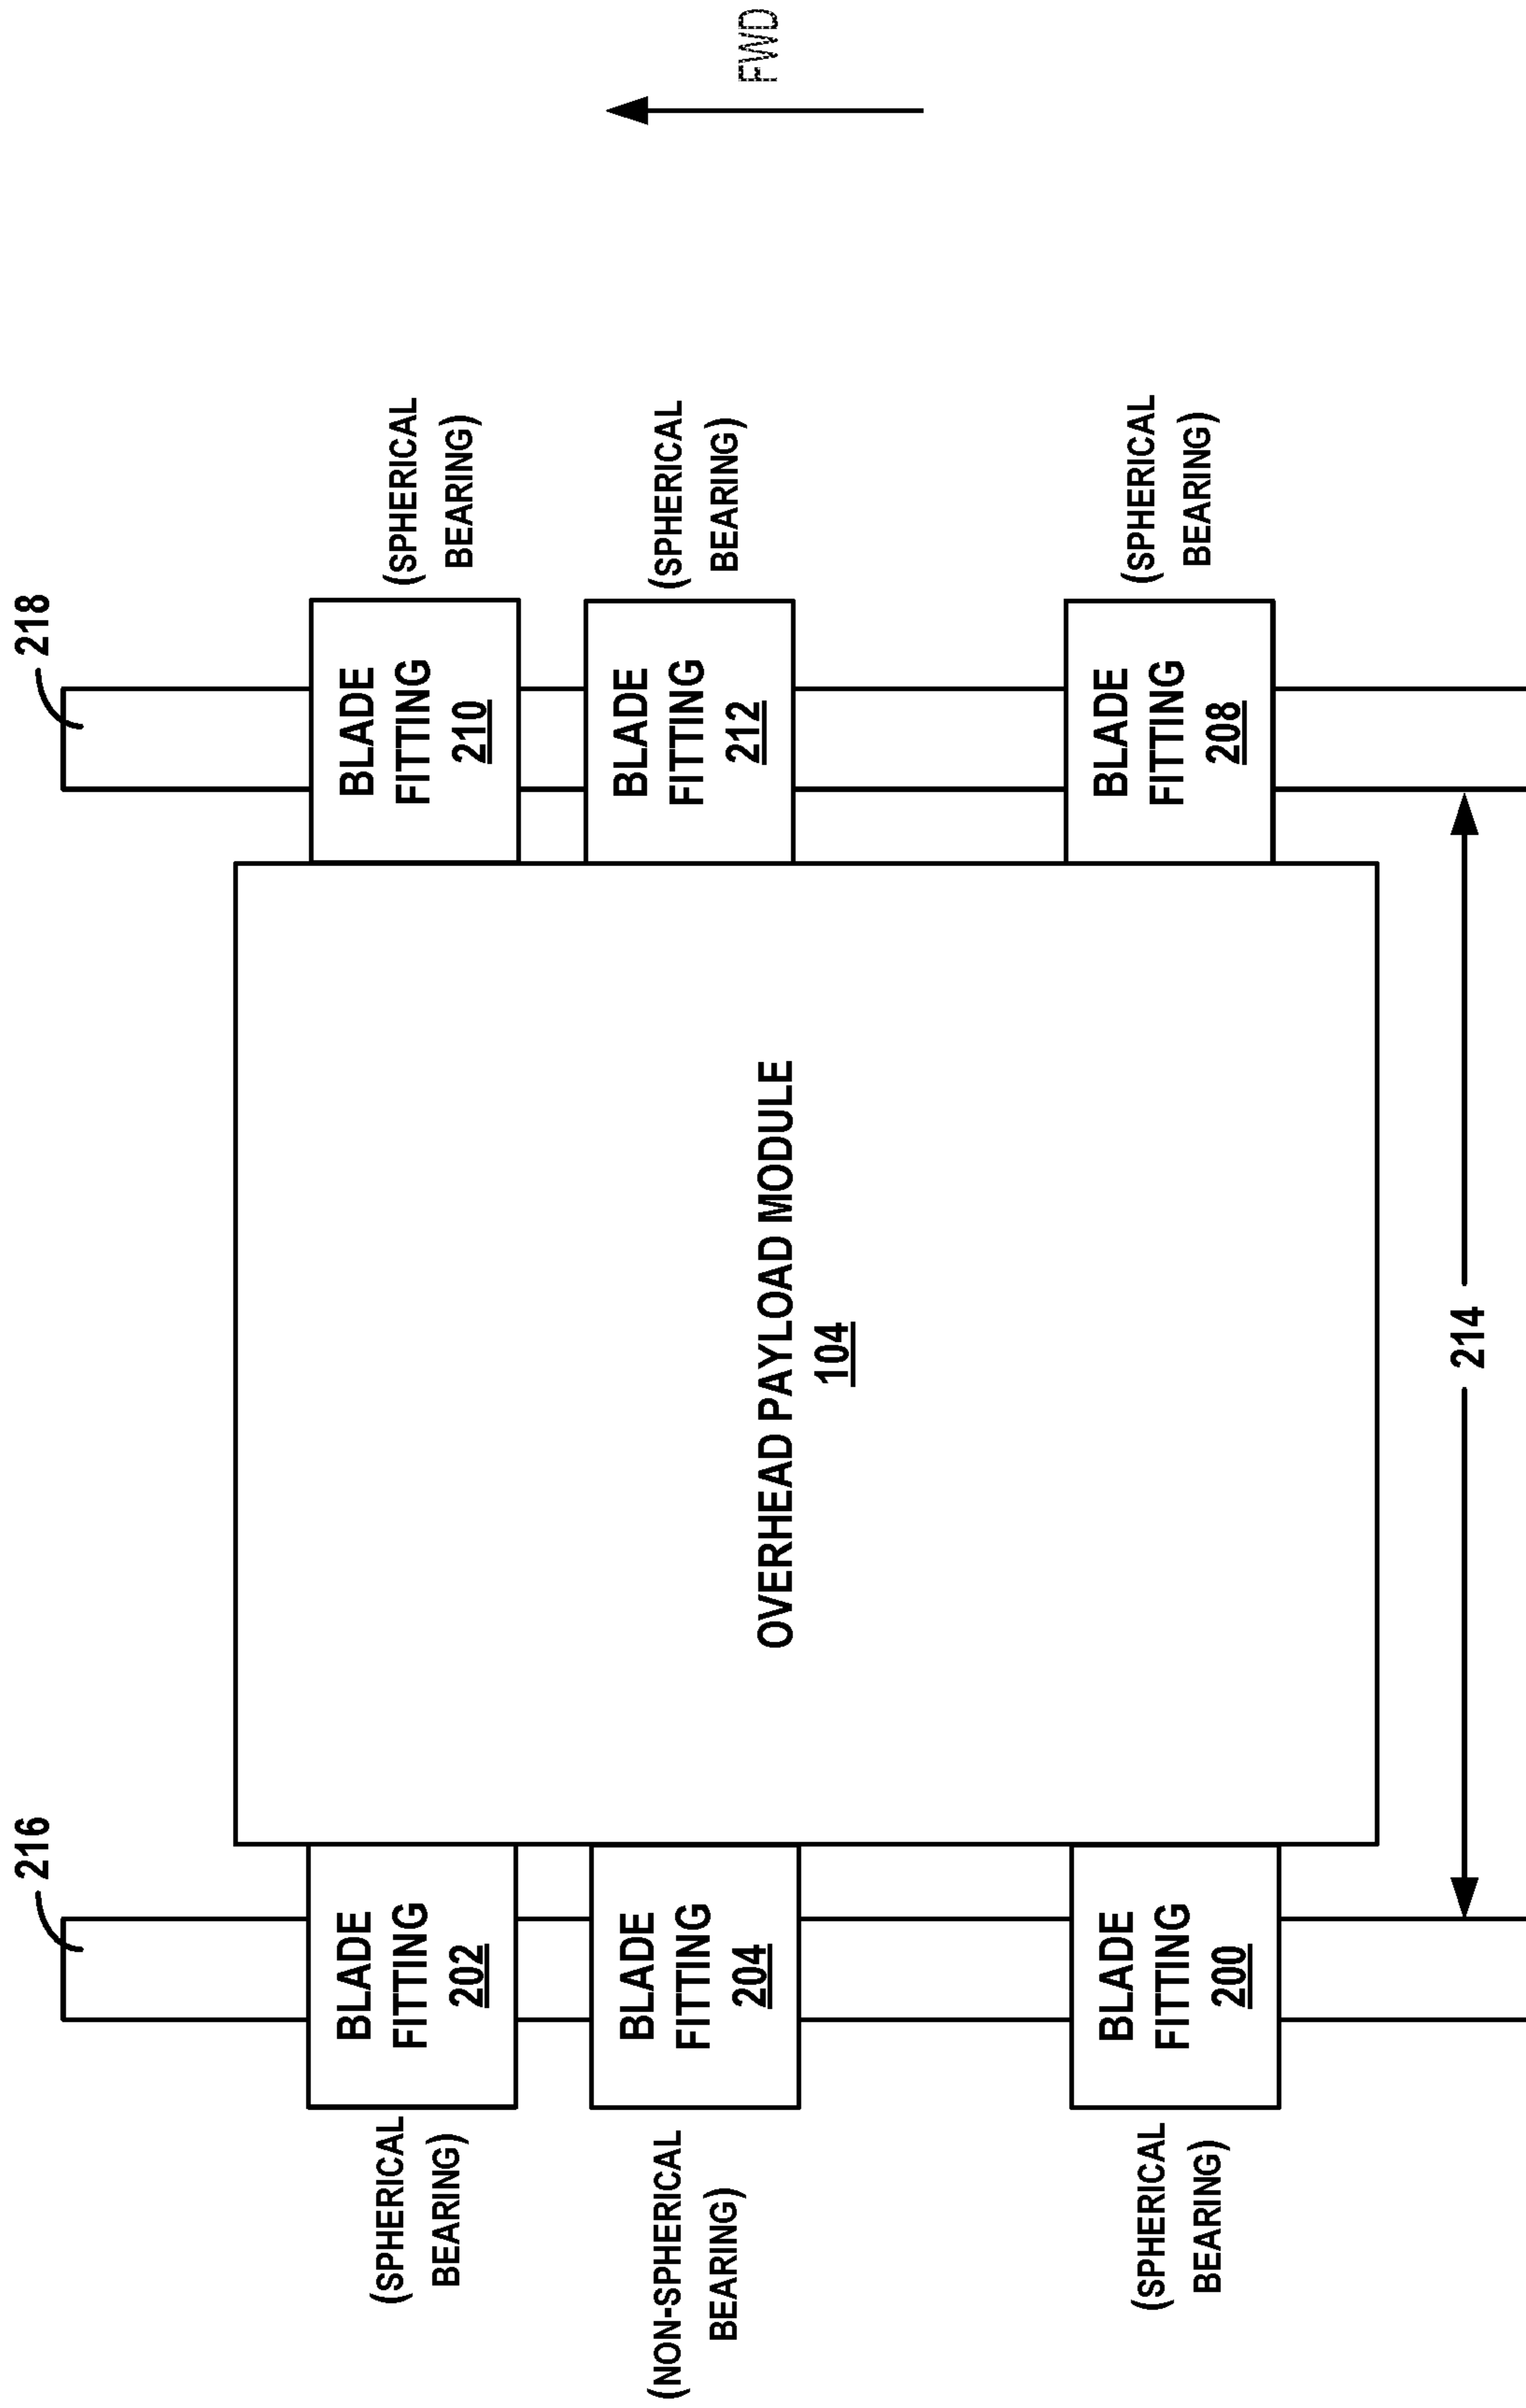 216
218
(SPHERICAL
BEARING)
BLADE
FITTING
202
BLADE
FITTING
210
(SPHERICAL
BEARING)
(NON-SPHERICAL
BEARING)
BLADE
FITTING
204
OVERHEAD PAYLOAD MODULE
104
BLADE
FITTING
212
(SPHERICAL
BEARING)
FWD
(SPHERICAL
BEARING)
BLADE
FITTING
200
BLADE
FITTING
208
(SPHERICAL
BEARING)
214